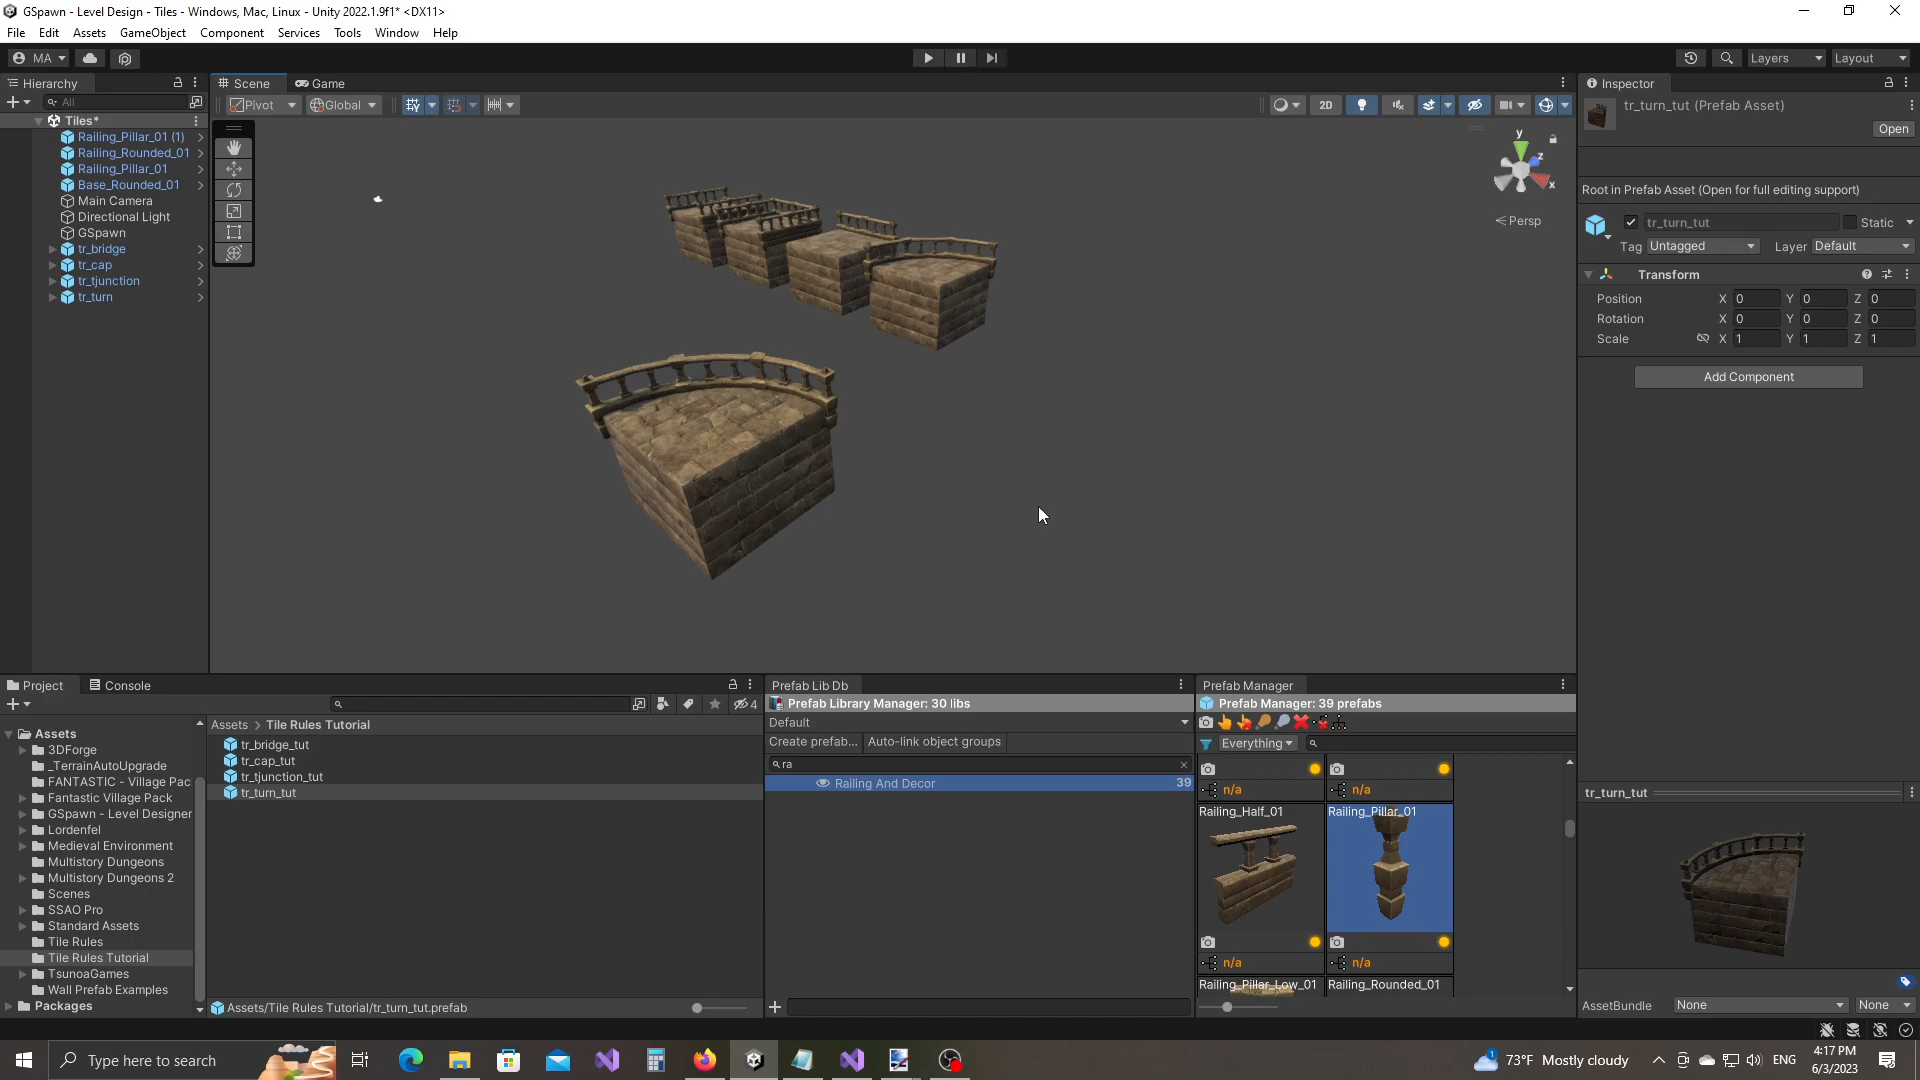 GSpawn - Level Design - Tiles - Windows, Mac, Linux - Unity 2022.1.9f1* <DX11>
File Edit Assets GameObject Component Services Tools Window Help
MA Layers Layout
Hierarchy Scene Game Inspector
All Pivot Global 2D
tr_turn_tut (Prefab Asset)
Open
Tiles*
Railing_Pillar_01 (1)
Railing_Rounded_01
Railing_Pillar_01
Base_Rounded_01
Main Camera
Directional Light
GSpawn
tr_bridge
tr_cap
tr_tjunction
tr_turn
y
z
x
Persp
Root in Prefab Asset (Open for full editing support)
tr_turn_tut Static
Tag Untagged Layer Default
Transform
Position X 0 Y 0 Z 0
Rotation X 0 Y 0 Z 0
Scale X 1 Y 1 Z 1
Add Component
Project Console
4
Assets
3DForge
_TerrainAutoUpgrade
FANTASTIC - Village Pac
Fantastic Village Pack
GSpawn - Level Designer
Lordenfel
Medieval Environment
Multistory Dungeons
Multistory Dungeons 2
Scenes
SSAO Pro
Standard Assets
Tile Rules
Tile Rules Tutorial
TsunoaGames
Wall Prefab Examples
Packages
Assets > Tile Rules Tutorial
tr_bridge_tut
tr_cap_tut
tr_tjunction_tut
tr_turn_tut
Assets/Tile Rules Tutorial/tr_turn_tut.prefab
Prefab Lib Db
Prefab Library Manager: 30 libs
Default
Create prefab... Auto-link object groups
ra
Railing And Decor 39
Prefab Manager
Prefab Manager: 39 prefabs
Everything
n/a n/a
Railing_Half_01 Railing_Pillar_01
n/a n/a
Railing_Pillar_Low_01 Railing_Rounded_01
tr_turn_tut
AssetBundle None None
Type here to search
1 73°F Mostly cloudy ENG
4:17 PM
6/3/2023